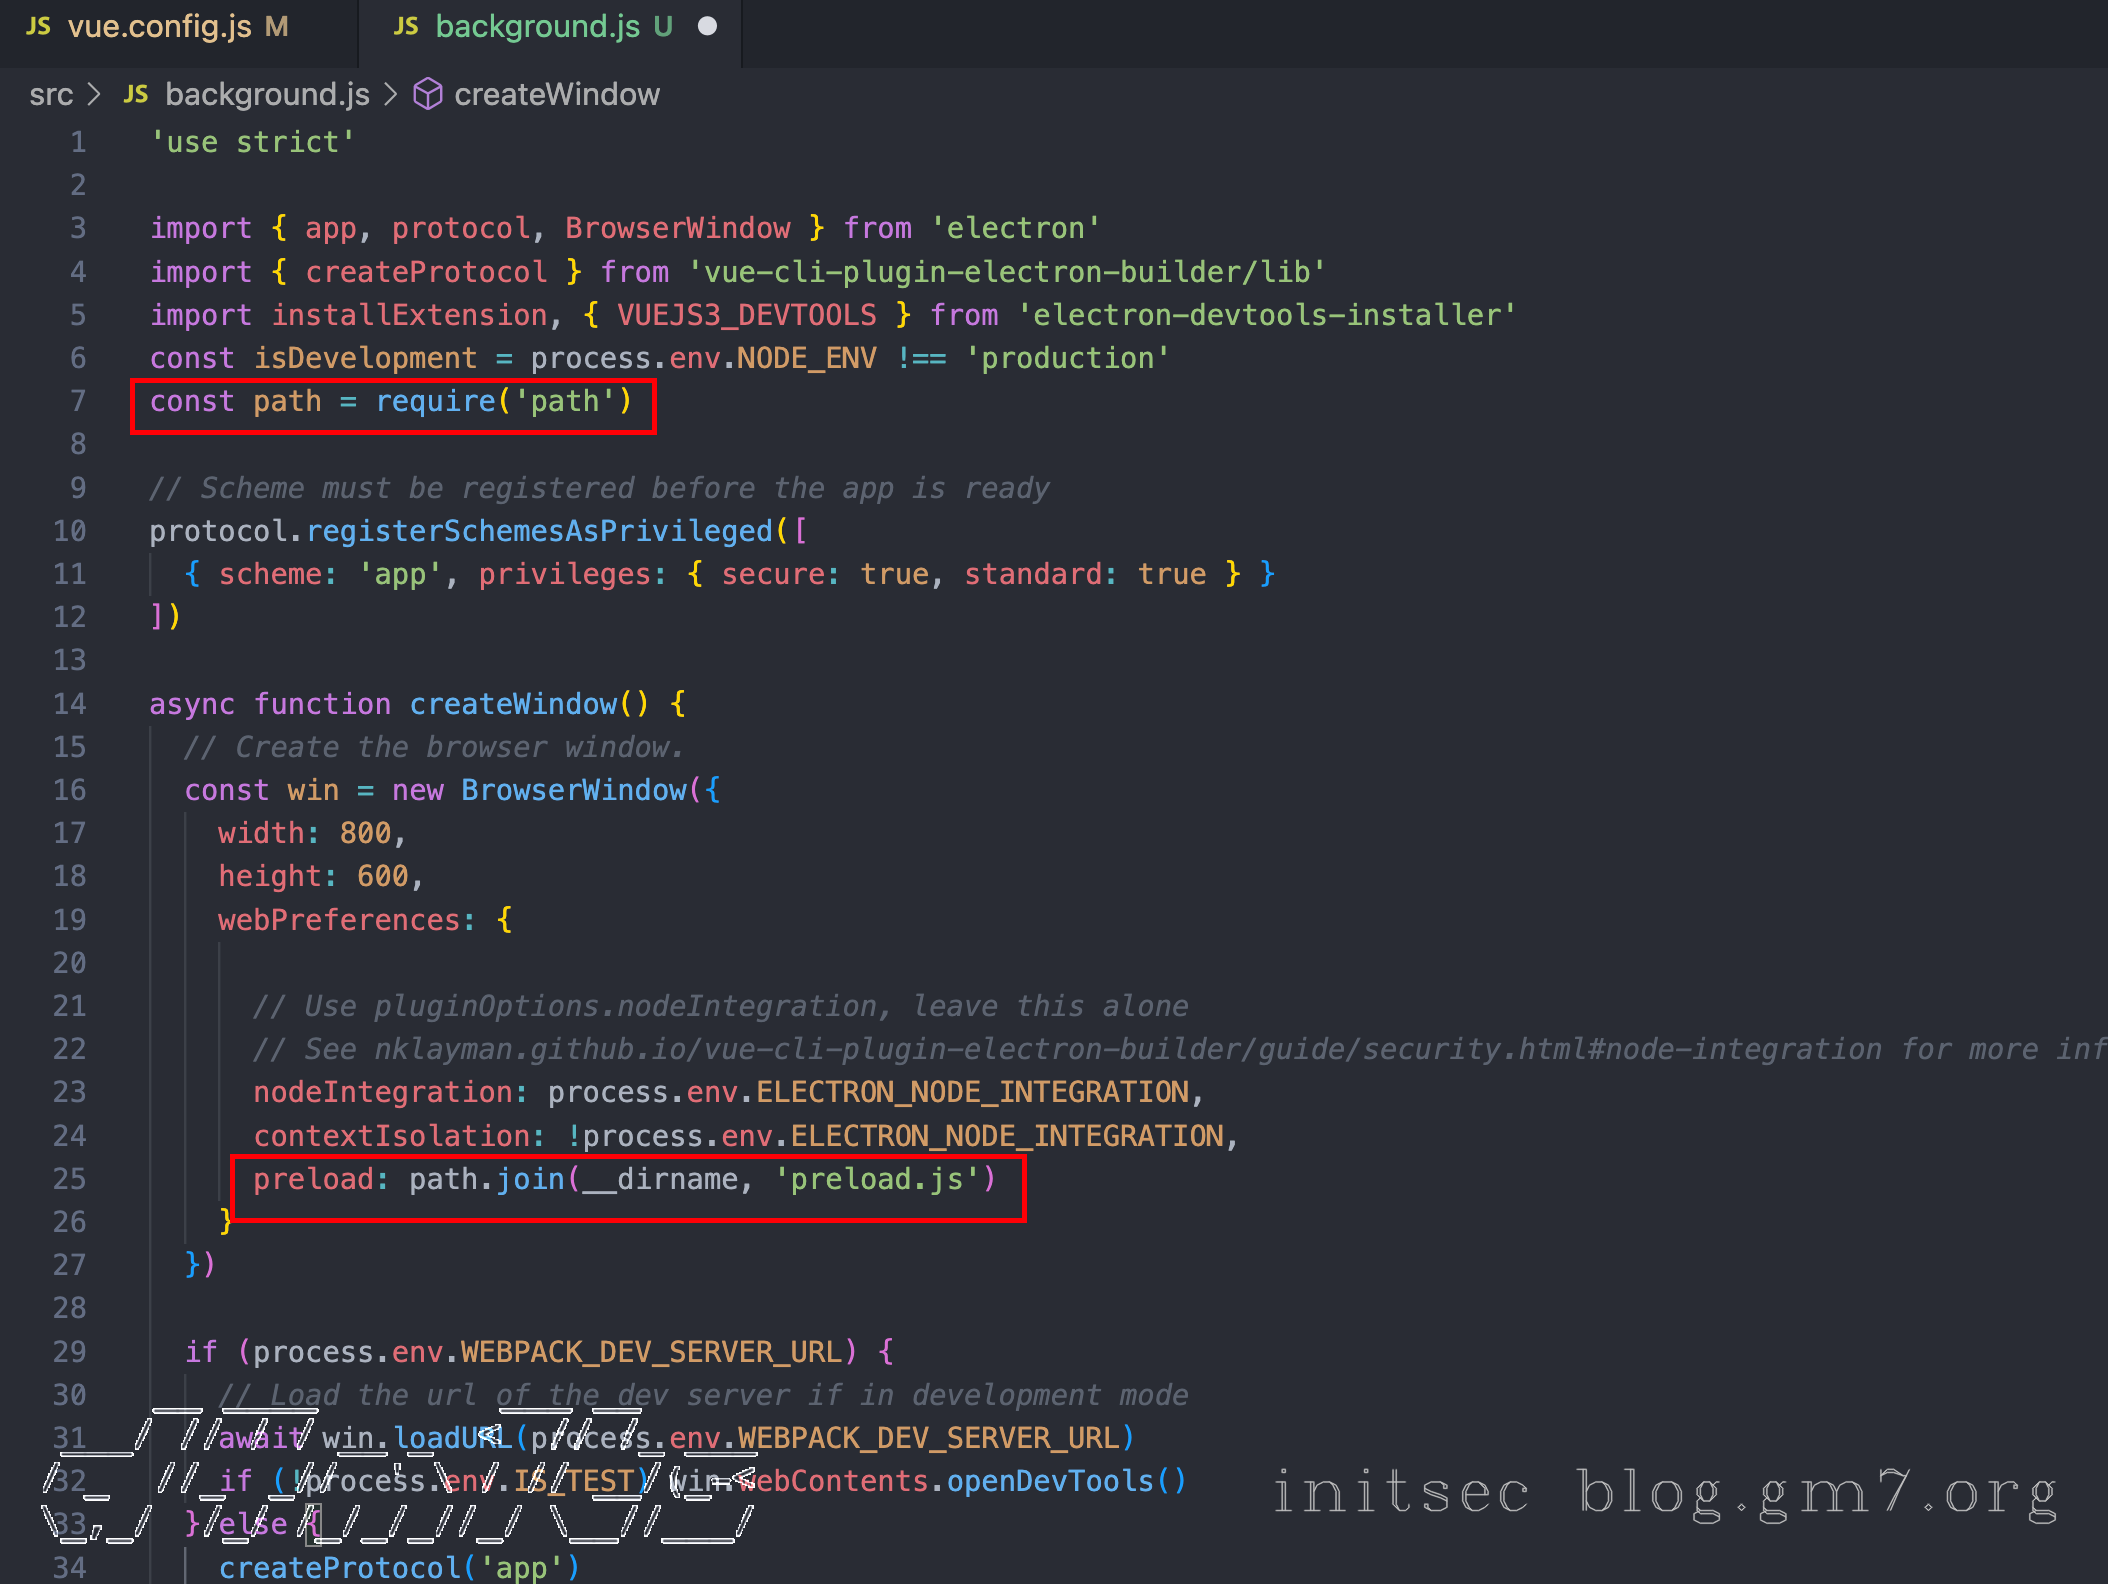 JS vue.config.js M JS background.js U
src > JS background.js > createWindow
1 'use strict'
2
3 import { app, protocol, BrowserWindow } from 'electron'
4 import { createProtocol } from 'vue-cli-plugin-electron-builder/lib'
5 import installExtension, { VUEJS3_DEVTOOLS } from 'electron-devtools-installer'
6 const isDevelopment = process.env.NODE_ENV !== 'production'
7 const path = require('path')
8
9 // Scheme must be registered before the app is ready
10 protocol.registerSchemesAsPrivileged([
11 { scheme: 'app', privileges: { secure: true, standard: true } }
12 ])
13
14 async function createWindow() {
15 // Create the browser window.
16 const win = new BrowserWindow({
17 width: 800,
18 height: 600,
19 webPreferences: {
20
21 // Use pluginOptions.nodeIntegration, leave this alone
22 // See nklayman.github.io/vue-cli-plugin-electron-builder/guide/security.html#node-integration for more inf
23 nodeIntegration: process.env.ELECTRON_NODE_INTEGRATION,
24 contextIsolation: !process.env.ELECTRON_NODE_INTEGRATION,
25 preload: path.join(__dirname, 'preload.js')
26 }
27 })
28
29 if (process.env.WEBPACK_DEV_SERVER_URL) {
30 // Load the url of the dev server if in development mode
31 await win.loadURL(process.env.WEBPACK_DEV_SERVER_URL)
32 if (!process.env.IS_TEST) win.webContents.openDevTools()
33 } else {
34 createProtocol('app')
initsec blog.gm7.org